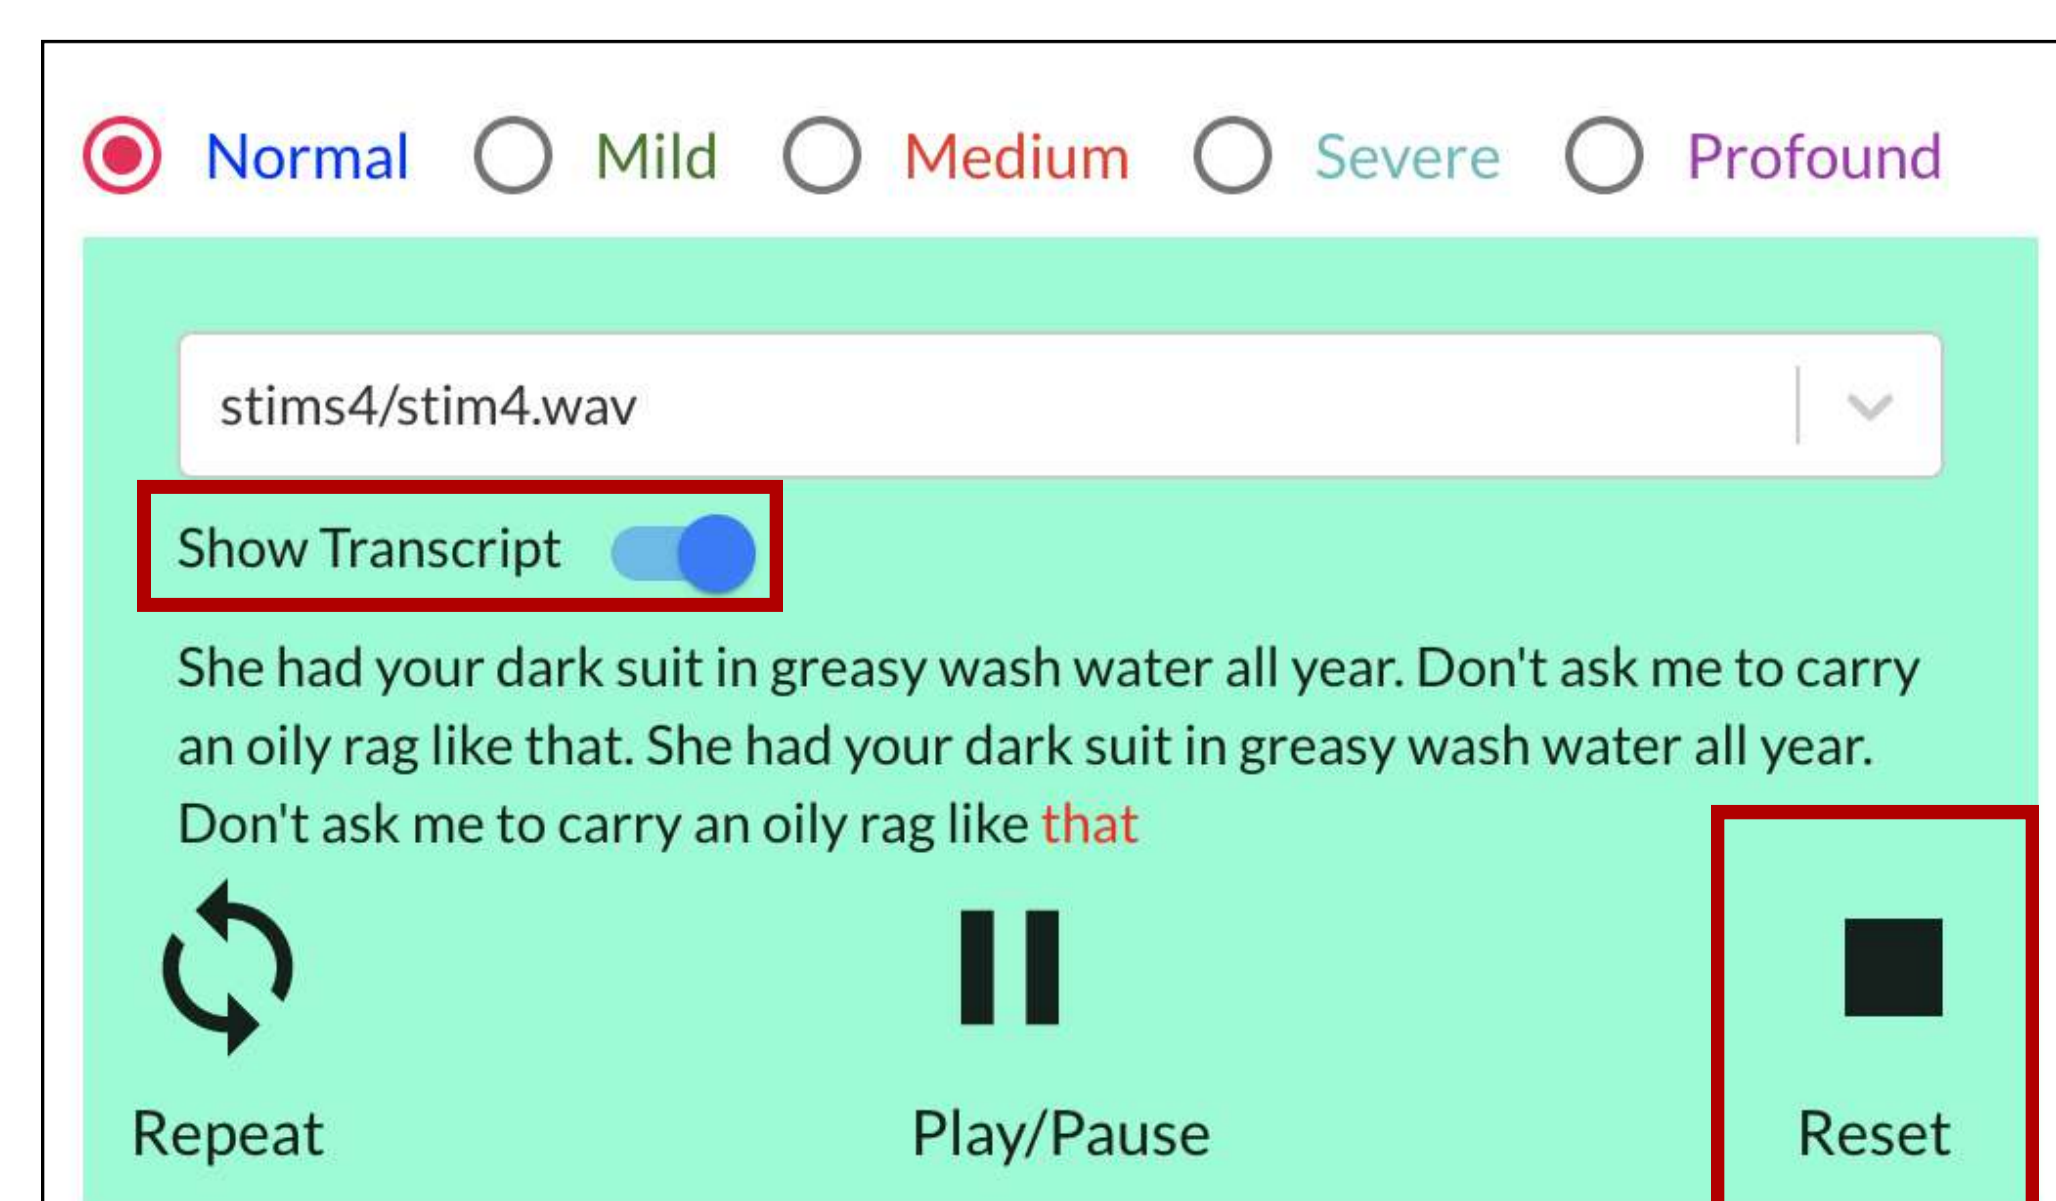 Normal Mild Medium Severe Profound
stims4/stim4.wav
Show Transcript
She had your dark suit in greasy wash water all year. Don't ask me to carry
an oily rag like that. She had your dark suit in greasy wash water all year.
Don't ask me to carry an oily rag like that
Repeat Play/Pause Reset